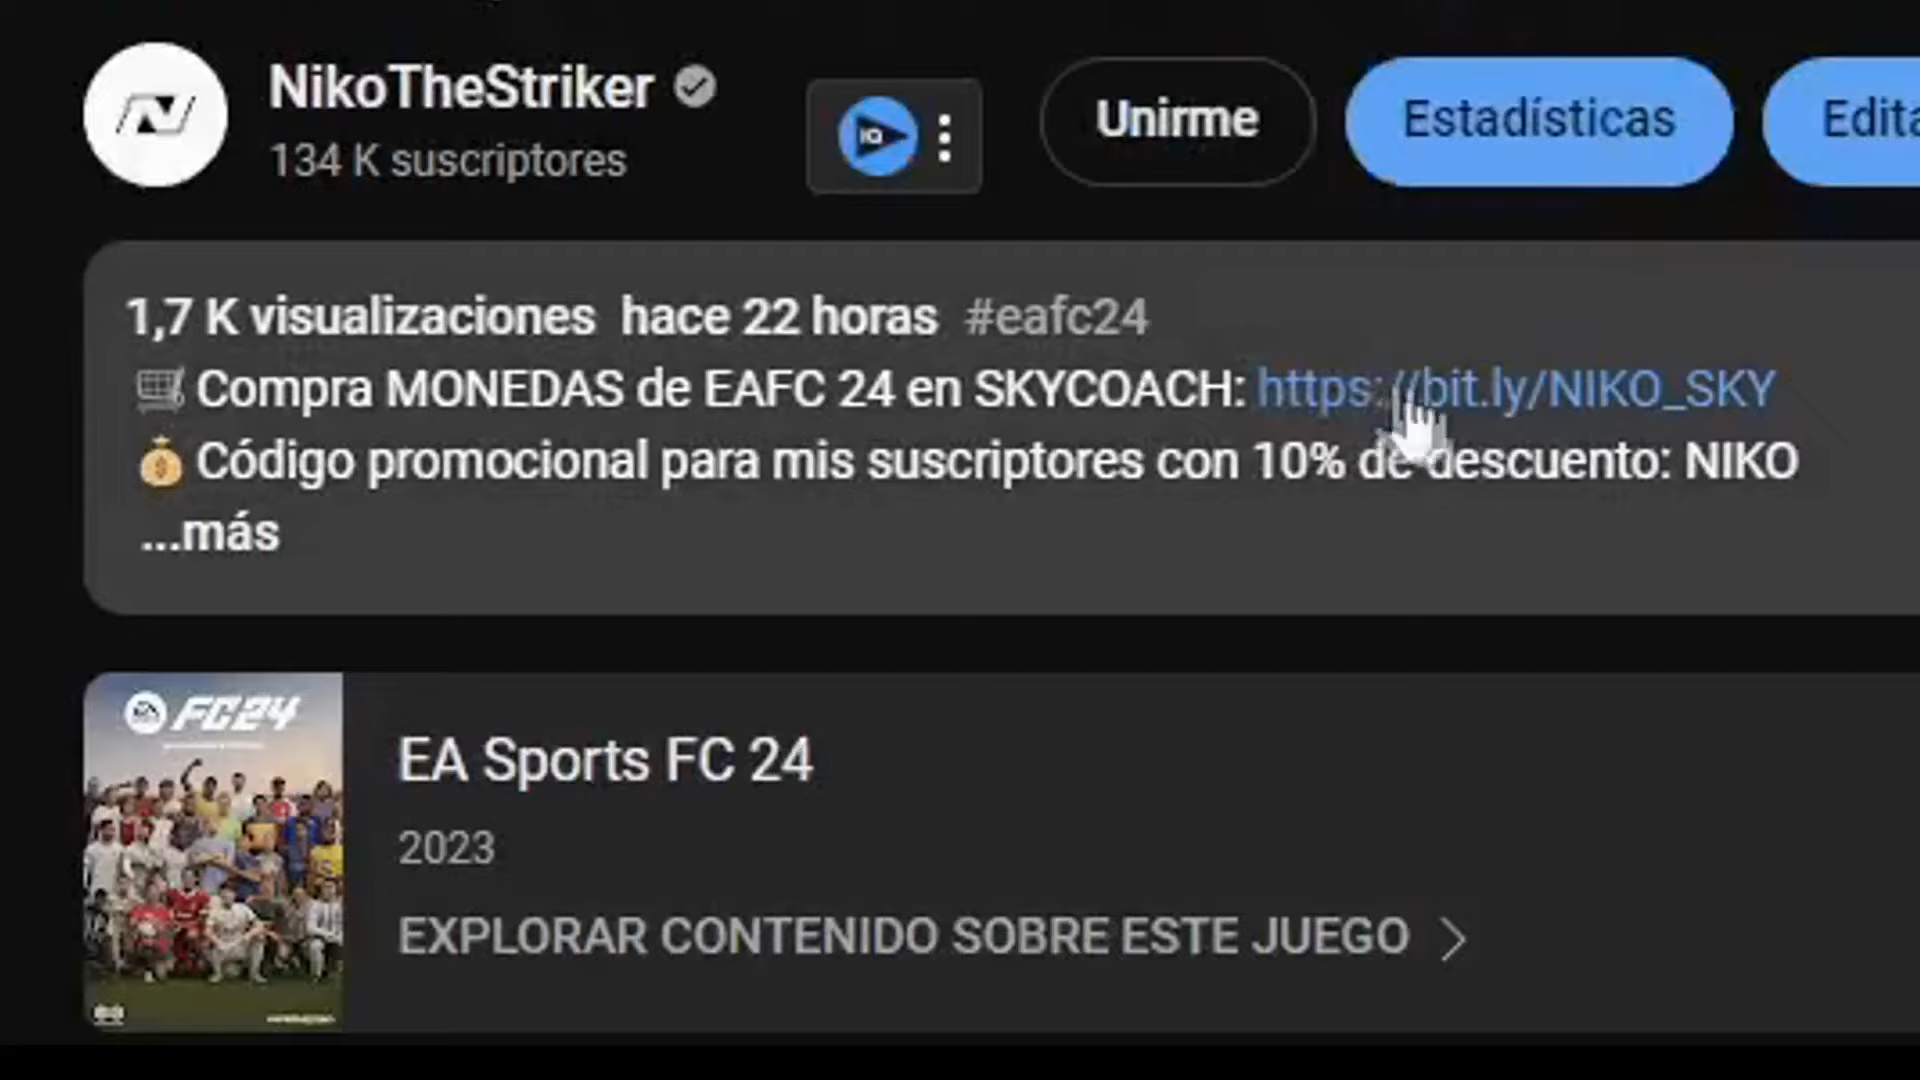 NikoTheStriker
134 K suscriptores
IQ
Unirme
Estadísticas
Edita
1,7 K visualizaciones hace 22 horas #eafc24
🛒 Compra MONEDAS de EAFC 24 en SKYCOACH: https://bit.ly/NIKO_SKY
💰 Código promocional para mis suscriptores con 10% de descuento: NIKO
...más
FC24
EA Sports FC 24
2023
EXPLORAR CONTENIDO SOBRE ESTE JUEGO